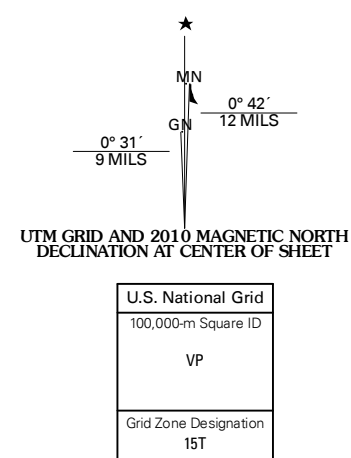 ★
MN
0° 42´
12 MILS
GN
0° 31´
9 MILS
UTM GRID AND 2010 MAGNETIC NORTH
DECLINATION AT CENTER OF SHEET
U.S. National Grid
100,000-m Square ID
VP
Grid Zone Designation
15T